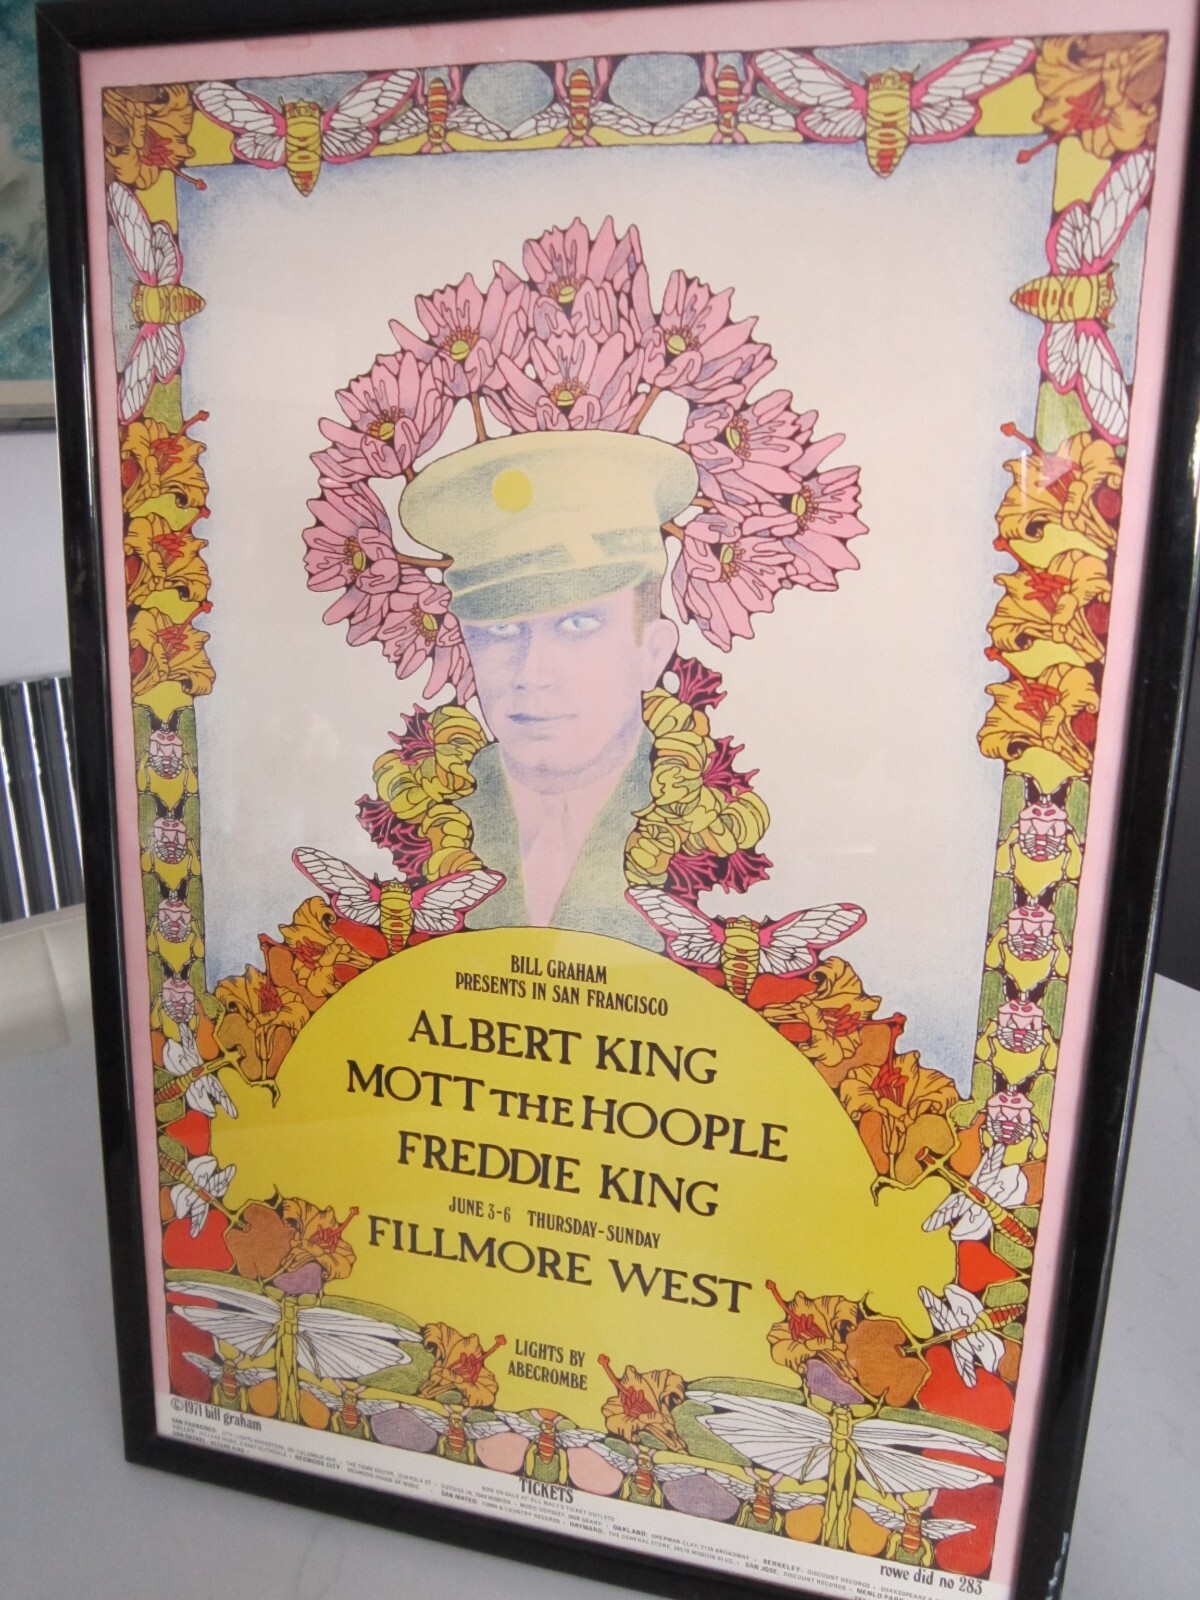 BILL GRAHAM
PRESENTS IN SAN FRANCISCO
ALBERT KING
MOTT THE HOOPLE
FREDDIE KING
JUNE 3-6 THURSDAY-SUNDAY
FILLMORE WEST
LIGHTS BY
ABECROMBE
©1971 bill graham
TICKETS
rowe did no 283